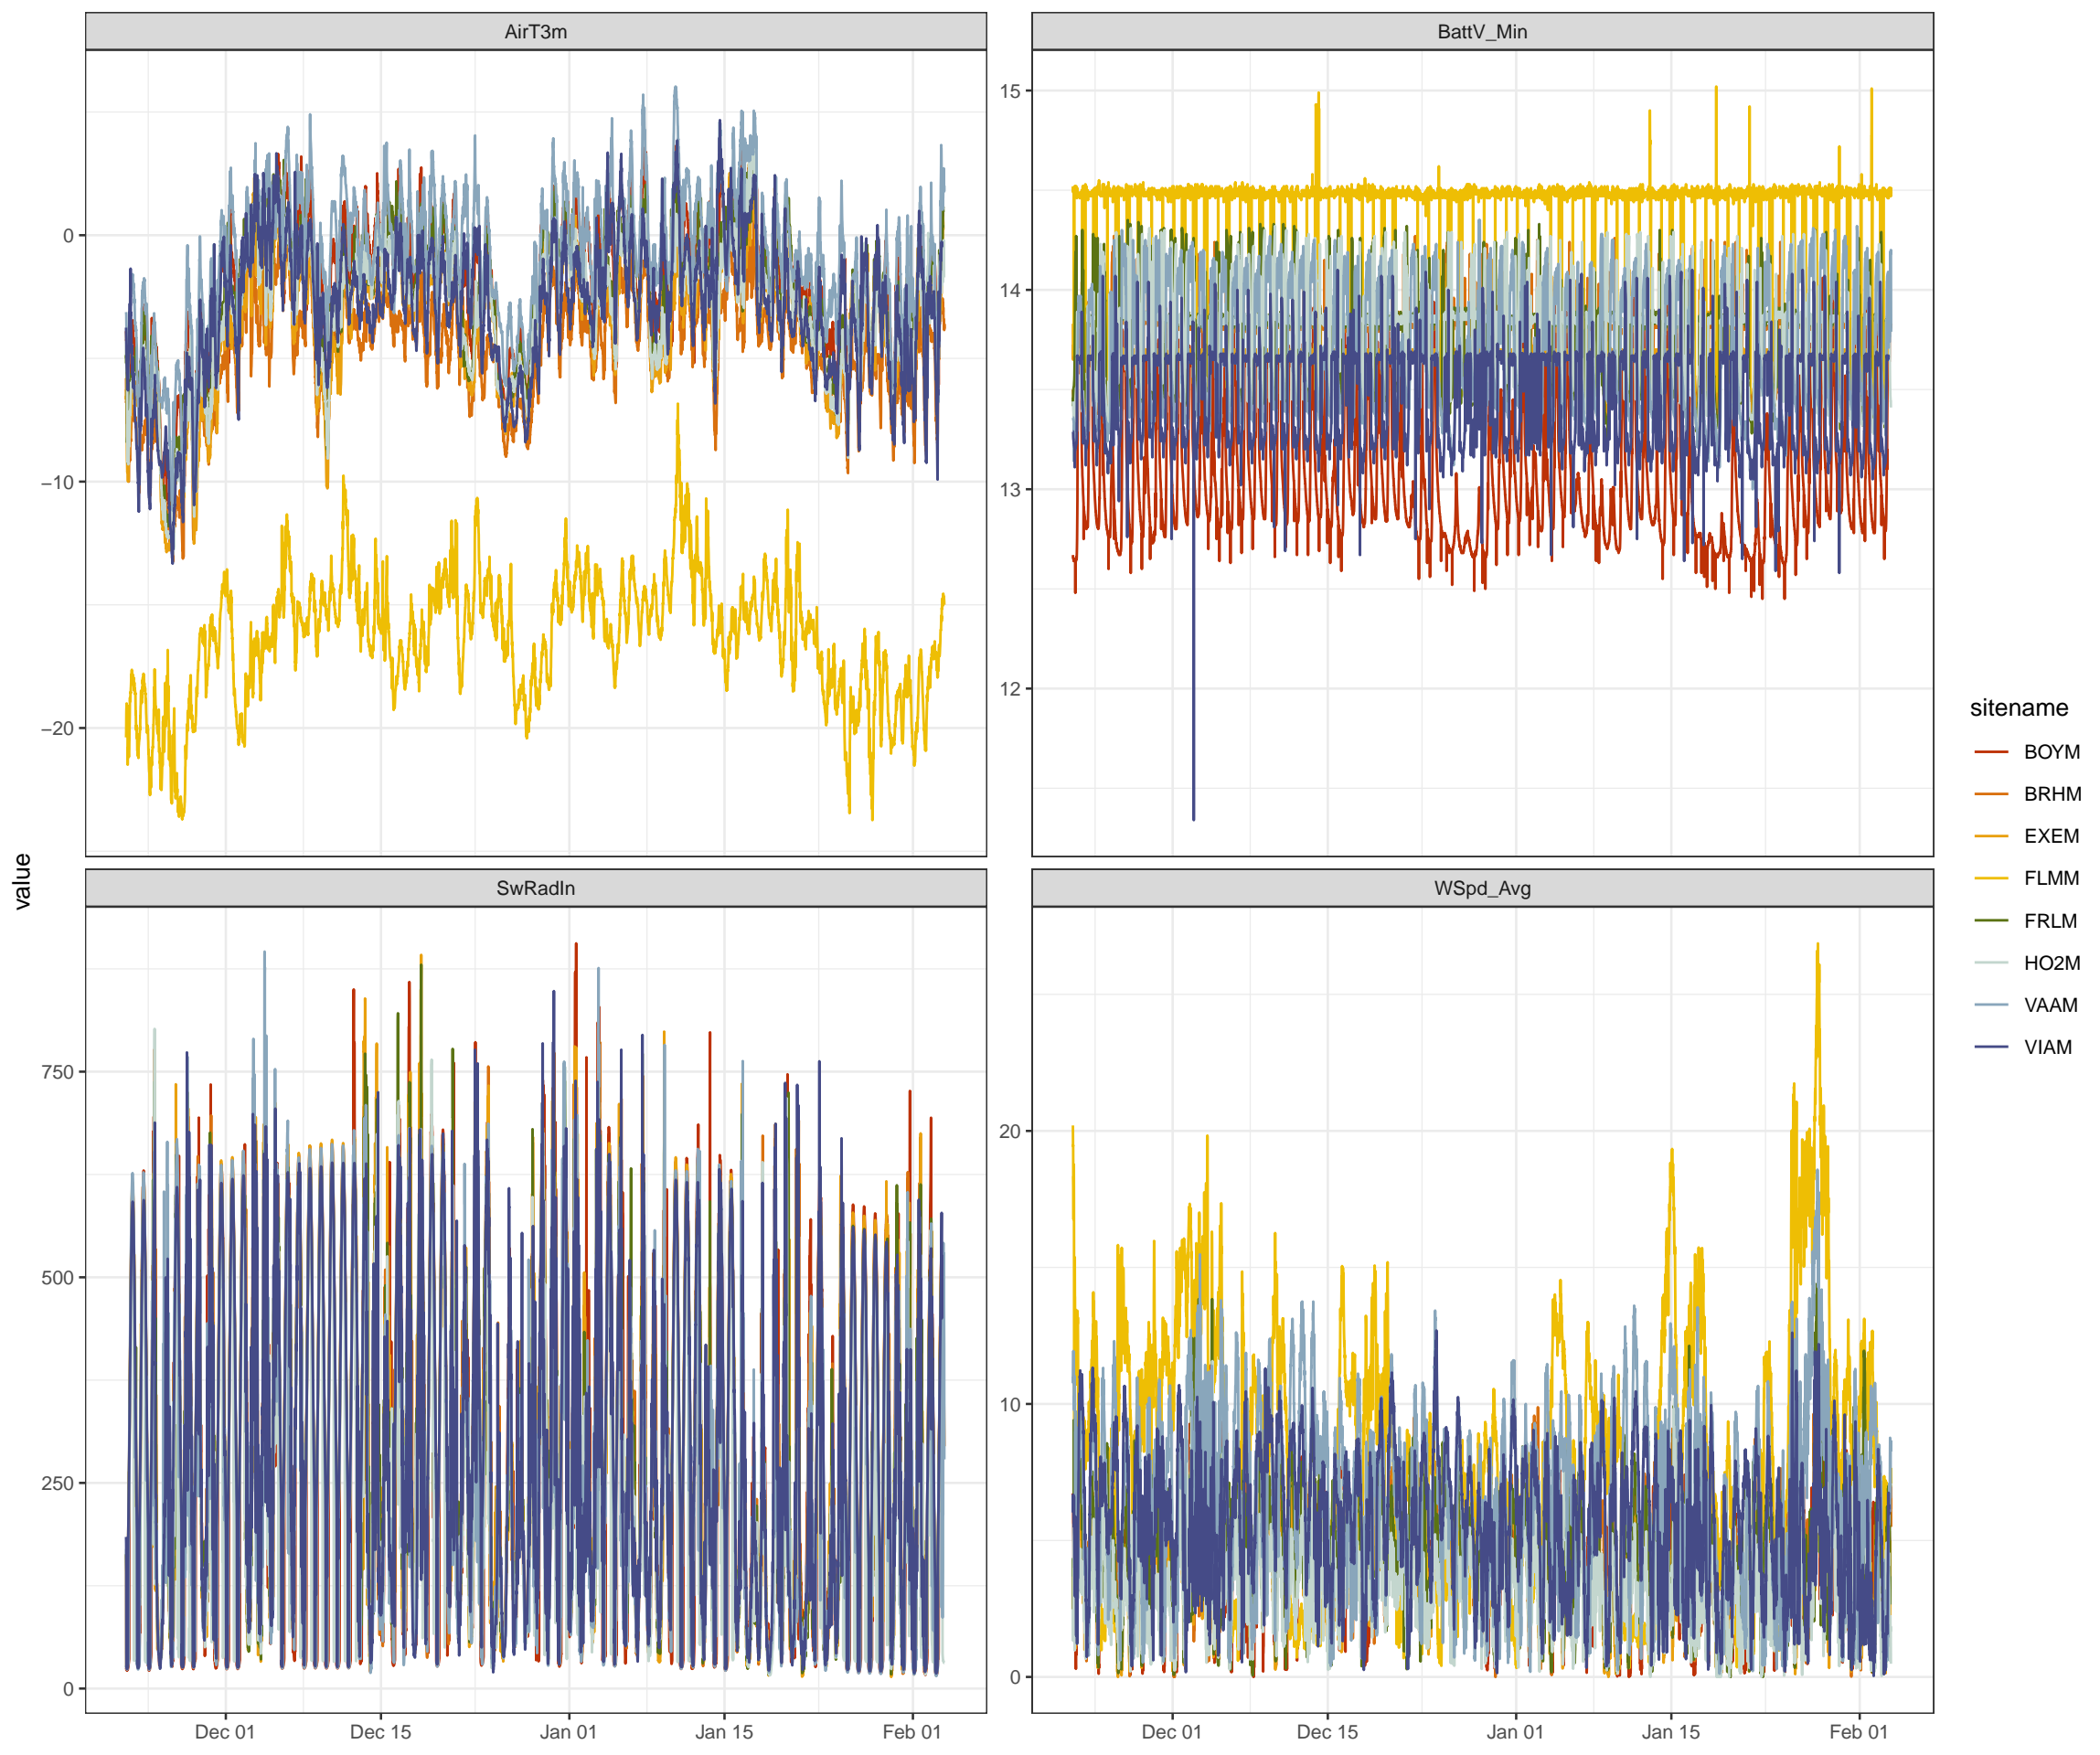 AirT3m
BattV_Min
0
−10
−20
15
14
13
12
value
SwRadIn
WSpd_Avg
750
500
250
0
20
10
0
Dec 01
Dec 15
Jan 01
Jan 15
Feb 01
Dec 01
Dec 15
Jan 01
Jan 15
Feb 01
sitename
BOYM
BRHM
EXEM
FLMM
FRLM
HO2M
VAAM
VIAM